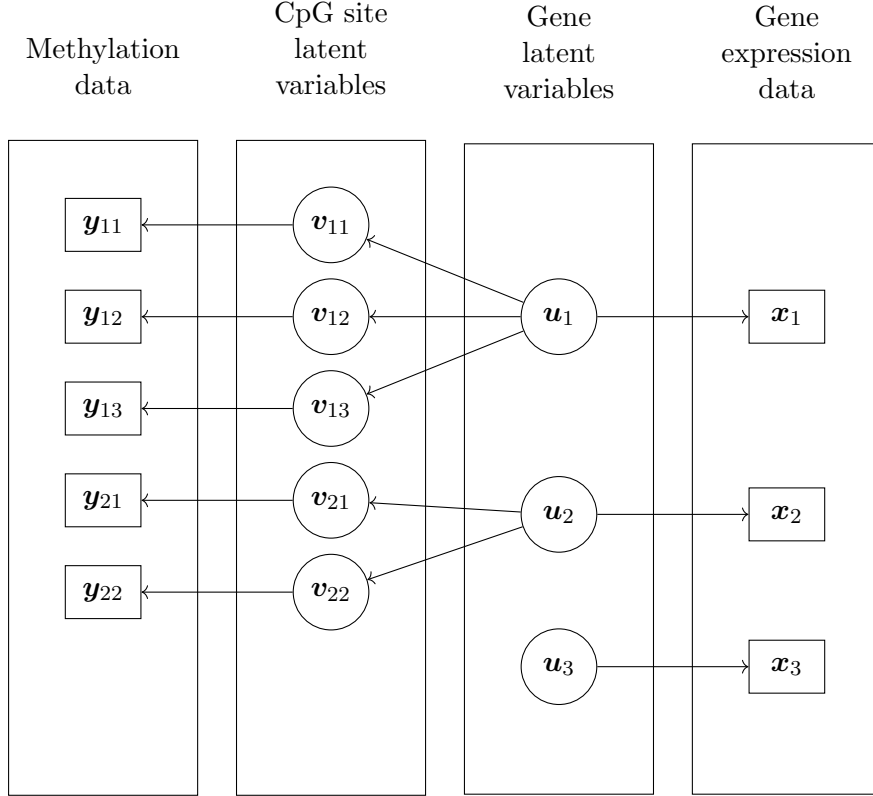 Methylation
data
CpG site
latent
variables
Gene
latent
variables
Gene
expression
data
y₁₁
v₁₁
y₁₂
v₁₂
u₁
x₁
y₁₃
v₁₃
y₂₁
v₂₁
u₂
x₂
y₂₂
v₂₂
u₃
x₃